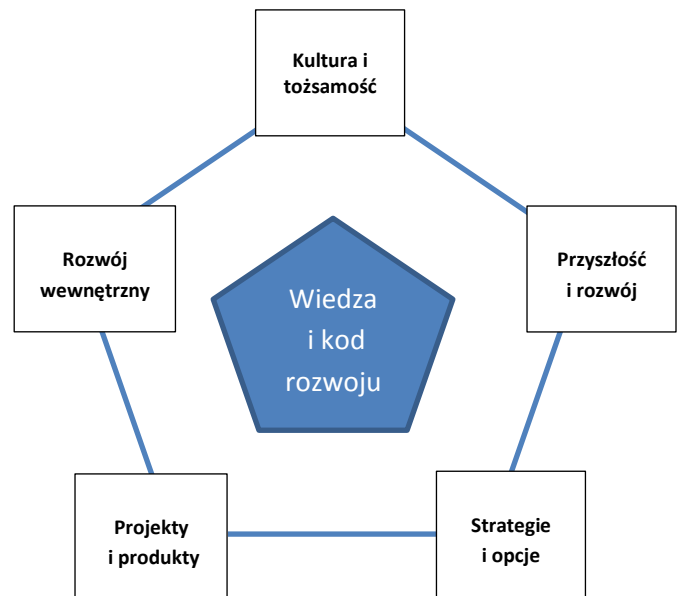 Kultura i
tożsamość
Rozwój
wewnętrzny
Przyszłość
i rozwój
Wiedza
i kod
rozwoju
Projekty
i produkty
Strategie
i opcje